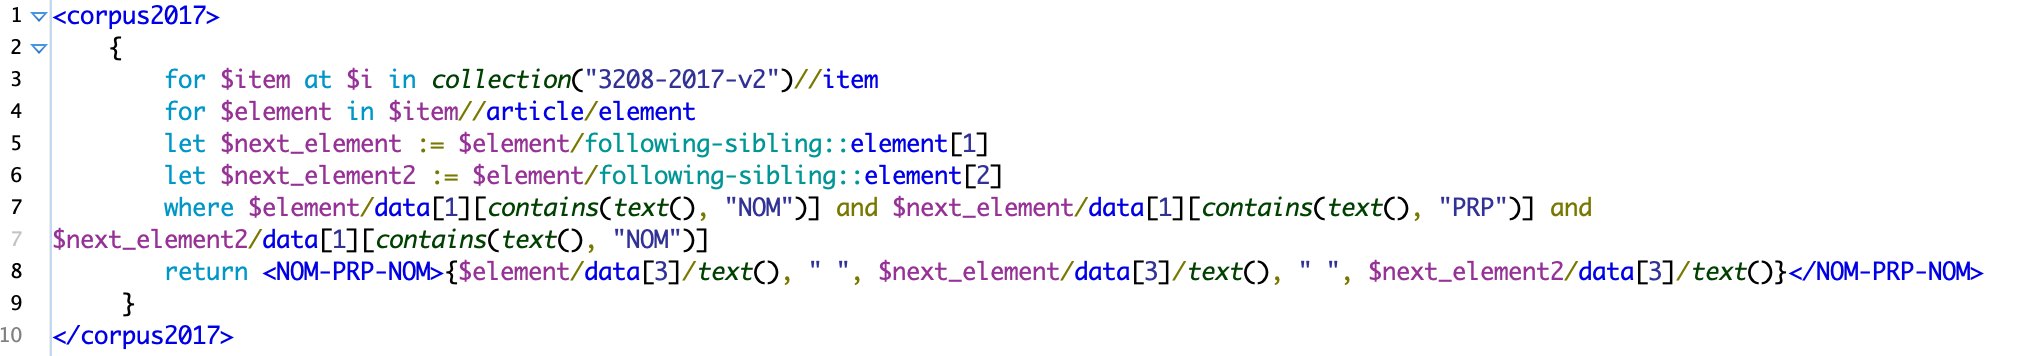 1 <corpus2017>
2 {
3 for $item at $i in collection("3208-2017-v2")//item
4 for $element in $item//article/element
5 let $next_element := $element/following-sibling::element[1]
6 let $next_element2 := $element/following-sibling::element[2]
7 where $element/data[1][contains(text(), "NOM")] and $next_element/data[1][contains(text(), "PRP")] and
7 $next_element2/data[1][contains(text(), "NOM")]
8 return <NOM-PRP-NOM>{$element/data[3]/text(), " ", $next_element/data[3]/text(), " ", $next_element2/data[3]/text()}</NOM-PRP-NOM>
9 }
10 </corpus2017>